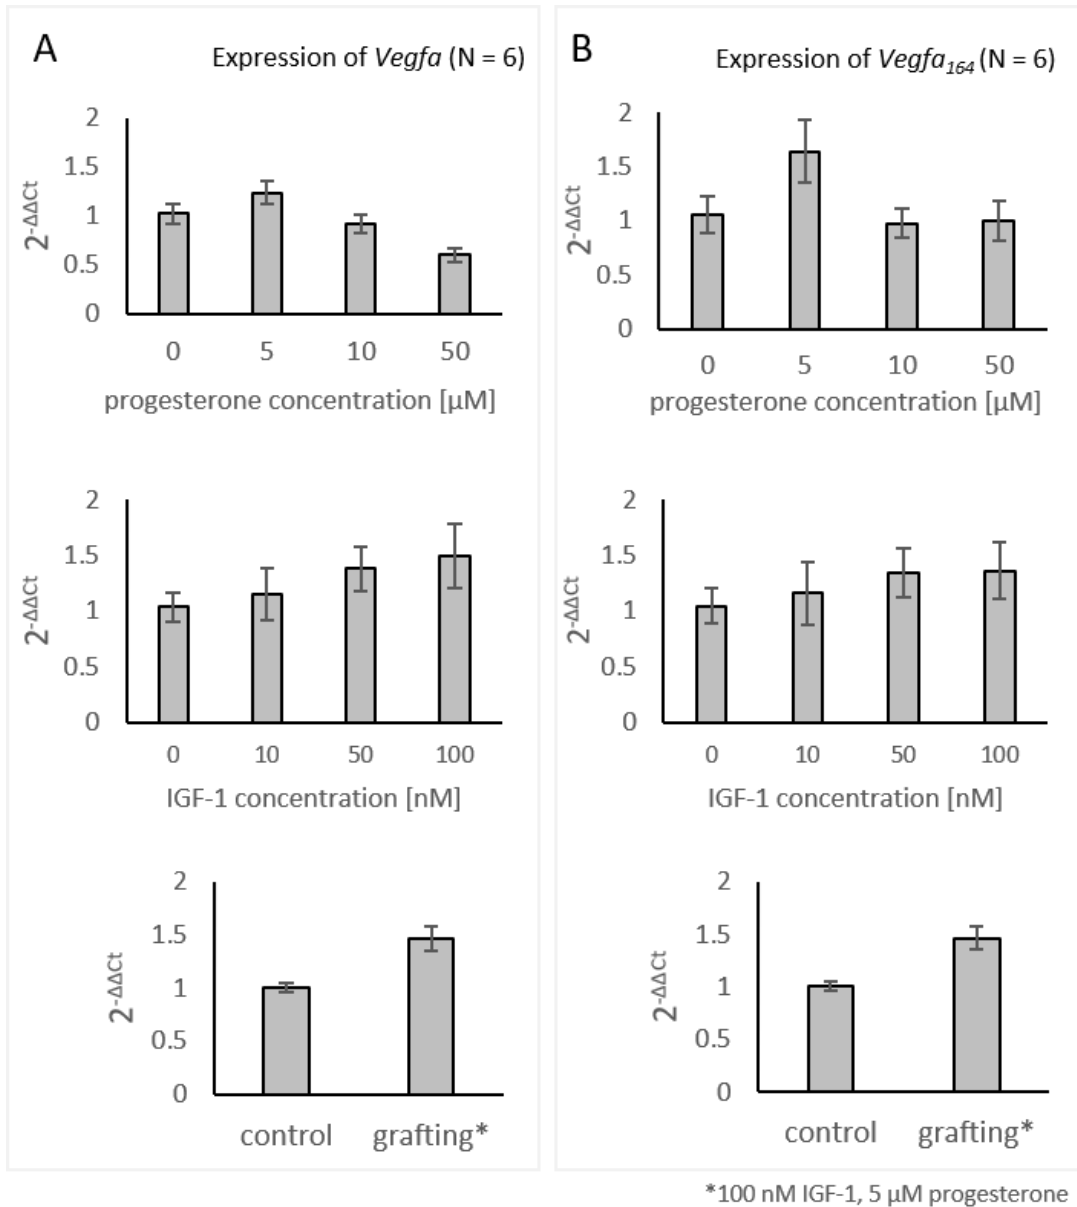 A
Expression of Vegfa (N = 6)
2
1.5
1
0.5
0
2-ΔΔCt
0 5 10 50
progesterone concentration [µM]
2
1.5
1
0.5
0
2-ΔΔCt
0 10 50 100
IGF-1 concentration [nM]
2
1.5
1
0.5
0
2-ΔΔCt
control grafting*
B
Expression of Vegfa164 (N = 6)
2
1.5
1
0.5
0
2-ΔΔCt
0 5 10 50
progesterone concentration [µM]
2
1.5
1
0.5
0
2-ΔΔCt
0 10 50 100
IGF-1 concentration [nM]
2
1.5
1
0.5
0
2-ΔΔCt
control grafting*
*100 nM IGF-1, 5 µM progesterone